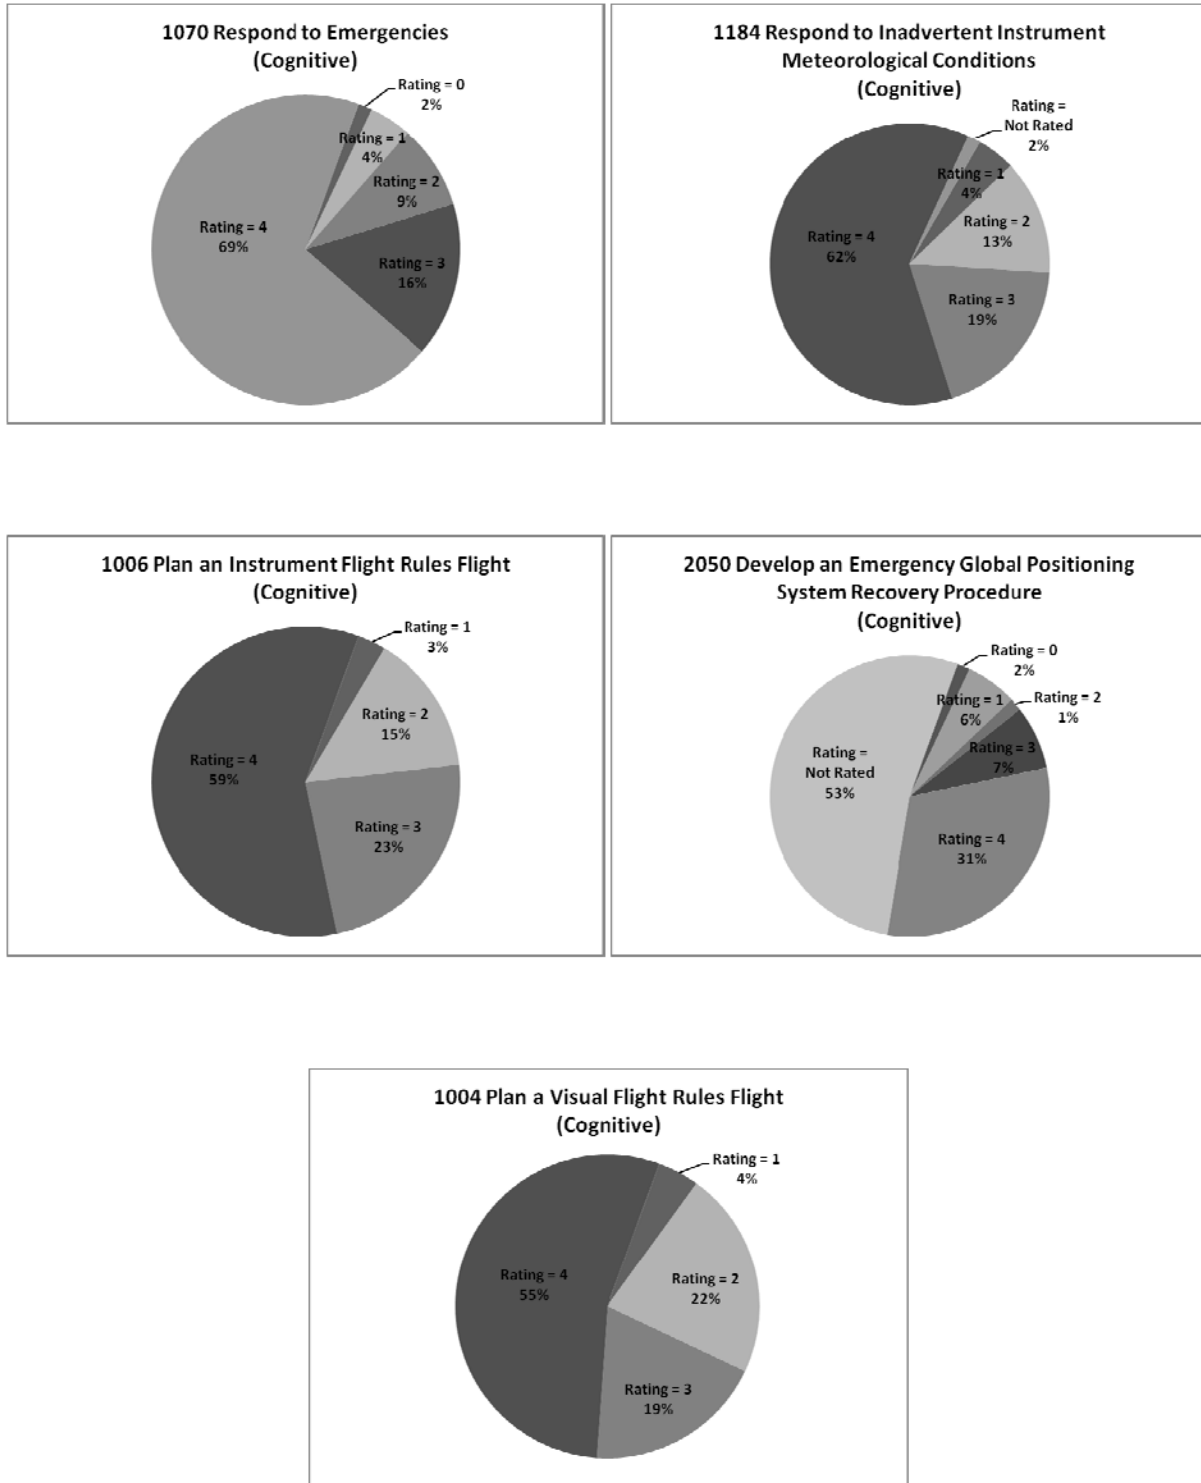 1070 Respond to Emergencies
(Cognitive)
Rating = 0
2%
Rating = 1
4%
Rating = 2
9%
Rating = 3
16%
Rating = 4
69%
1184 Respond to Inadvertent Instrument
Meteorological Conditions
(Cognitive)
Rating =
Not Rated
2%
Rating = 1
4%
Rating = 2
13%
Rating = 3
19%
Rating = 4
62%
1006 Plan an Instrument Flight Rules Flight
(Cognitive)
Rating = 1
3%
Rating = 2
15%
Rating = 3
23%
Rating = 4
59%
2050 Develop an Emergency Global Positioning
System Recovery Procedure
(Cognitive)
Rating = 0
2%
Rating = 1
6%
Rating = 2
1%
Rating = 3
7%
Rating = 4
31%
Rating =
Not Rated
53%
1004 Plan a Visual Flight Rules Flight
(Cognitive)
Rating = 1
4%
Rating = 2
22%
Rating = 3
19%
Rating = 4
55%